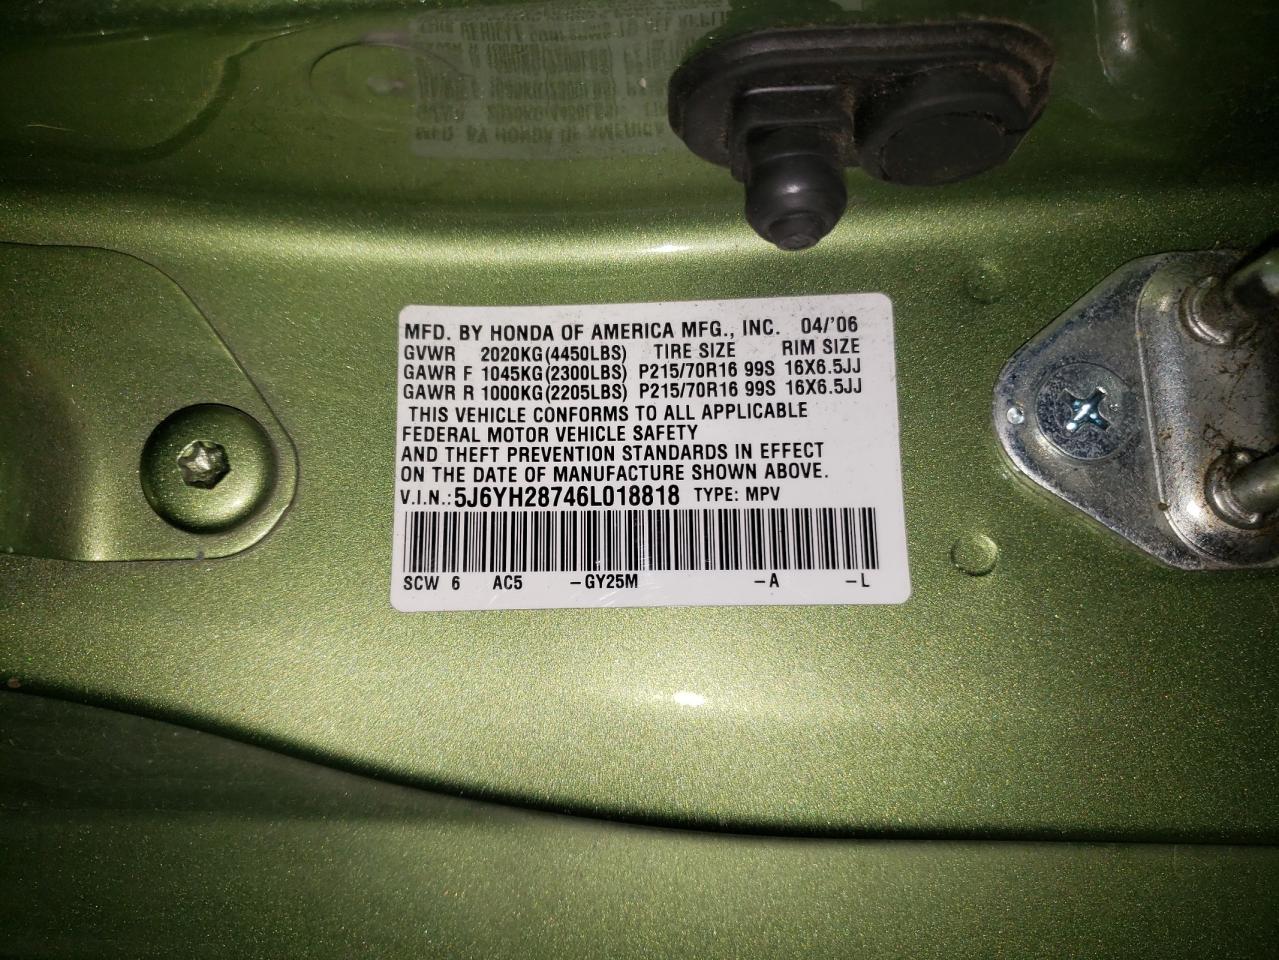 MFD. BY HONDA OF AMERICA MFG., INC. 04/'06
GVWR 2020KG(4450LBS) TIRE SIZE RIM SIZE
GAWR F 1045KG(2300LBS) P215/70R16 99S 16X6.5JJ
GAWR R 1000KG(2205LBS) P215/70R16 99S 16X6.5JJ
THIS VEHICLE CONFORMS TO ALL APPLICABLE
FEDERAL MOTOR VEHICLE SAFETY
AND THEFT PREVENTION STANDARDS IN EFFECT
ON THE DATE OF MANUFACTURE SHOWN ABOVE.
V.I.N.: 5J6YH28746L018818 TYPE: MPV
SCW 6 AC5 -GY25M -A -L